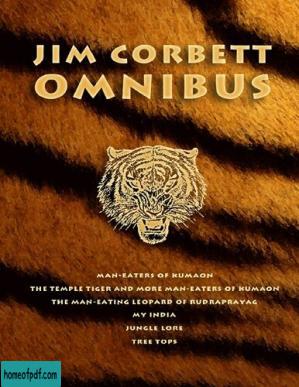 JIM CORBETT
OMNIBUS
MAN-EATERS OF KUMAON
THE TEMPLE TIGER AND MORE MAN-EATERS OF KUMAON
THE MAN-EATING LEOPARD OF RUDRAPRAYAG
MY INDIA
JUNGLE LORE
TREE TOPS
homeofpdf.com